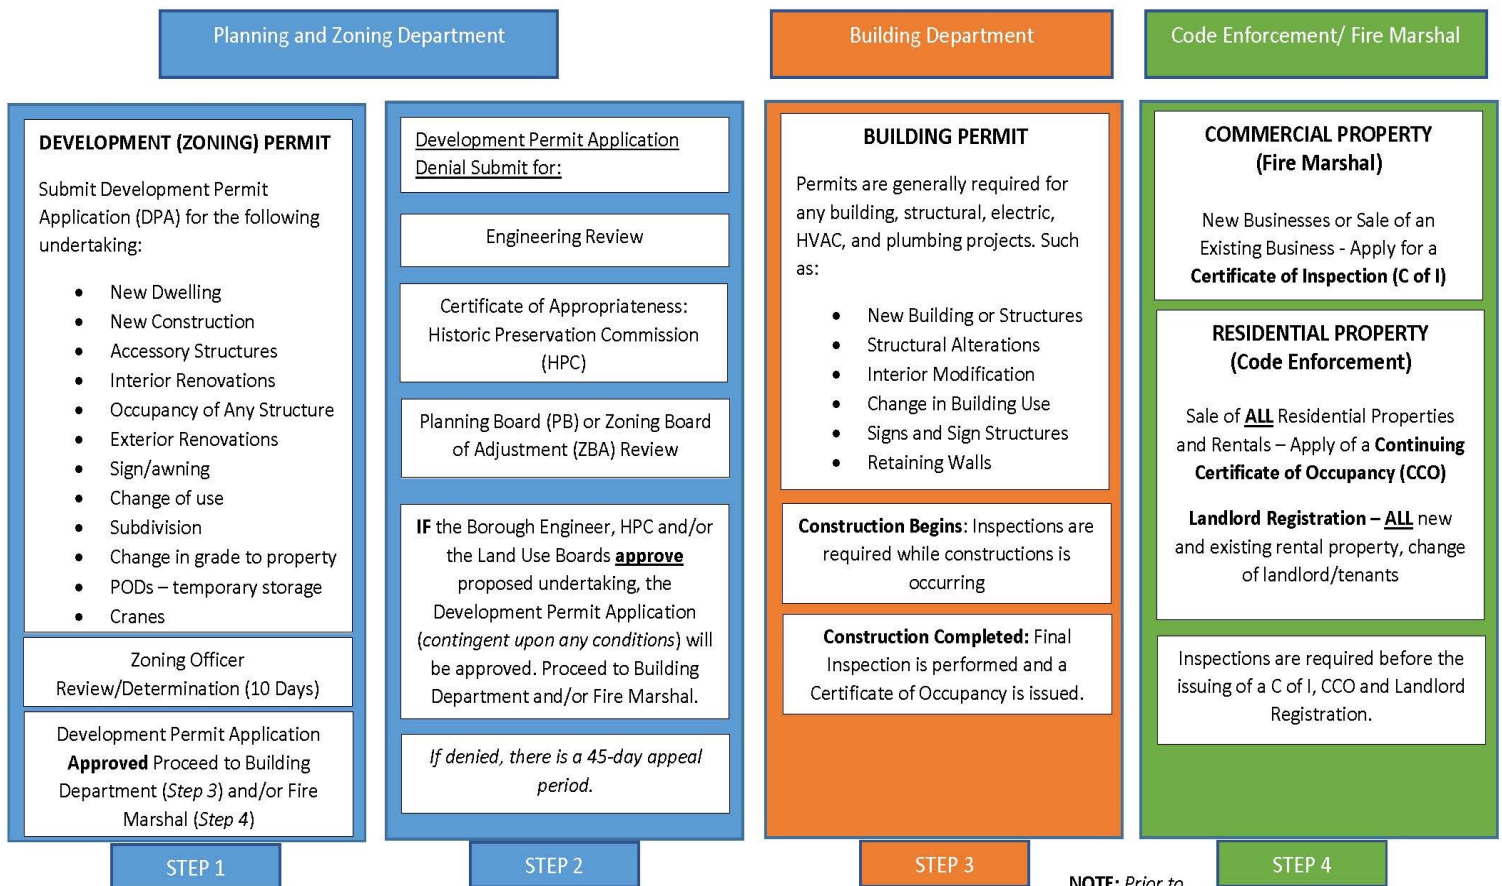 Planning and Zoning Department
Building Department
Code Enforcement/ Fire Marshal
DEVELOPMENT (ZONING) PERMIT
Submit Development Permit
Application (DPA) for the following
undertaking:
• New Dwelling
• New Construction
• Accessory Structures
• Interior Renovations
• Occupancy of Any Structure
• Exterior Renovations
• Sign/awning
• Change of use
• Subdivision
• Change in grade to property
• PODs – temporary storage
• Cranes
Zoning Officer
Review/Determination (10 Days)
Development Permit Application
Approved Proceed to Building
Department (Step 3) and/or Fire
Marshal (Step 4)
STEP 1
Development Permit Application
Denial Submit for:
Engineering Review
Certificate of Appropriateness:
Historic Preservation Commission
(HPC)
Planning Board (PB) or Zoning Board
of Adjustment (ZBA) Review
IF the Borough Engineer, HPC and/or
the Land Use Boards approve
proposed undertaking, the
Development Permit Application
(contingent upon any conditions) will
be approved. Proceed to Building
Department and/or Fire Marshal.
If denied, there is a 45-day appeal
period.
STEP 2
BUILDING PERMIT
Permits are generally required for
any building, structural, electric,
HVAC, and plumbing projects. Such
as:
• New Building or Structures
• Structural Alterations
• Interior Modification
• Change in Building Use
• Signs and Sign Structures
• Retaining Walls
Construction Begins: Inspections are
required while constructions is
occurring
Construction Completed: Final
Inspection is performed and a
Certificate of Occupancy is issued.
STEP 3
COMMERCIAL PROPERTY
(Fire Marshal)
New Businesses or Sale of an
Existing Business - Apply for a
Certificate of Inspection (C of I)
RESIDENTIAL PROPERTY
(Code Enforcement)
Sale of ALL Residential Properties
and Rentals – Apply of a Continuing
Certificate of Occupancy (CCO)
Landlord Registration – ALL new
and existing rental property, change
of landlord/tenants
Inspections are required before the
issuing of a C of I, CCO and Landlord
Registration.
STEP 4
NOTE: Prior to